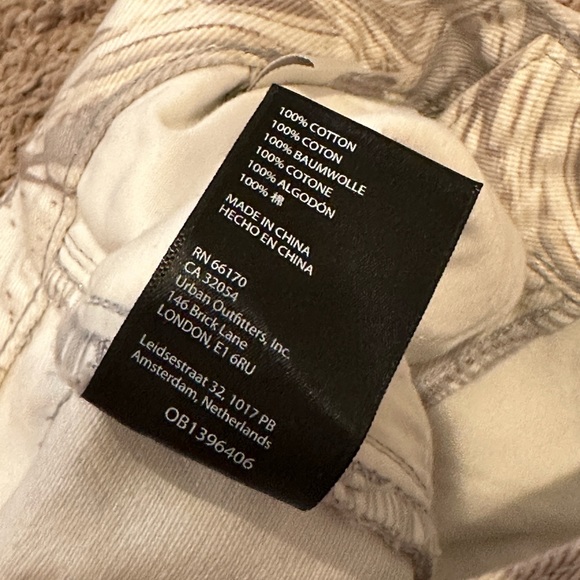 100% COTTON
100% COTON
100% BAUMWOLLE
100% COTONE
100% ALGODÓN
100% 棉
MADE IN CHINA
HECHO EN CHINA
RN 66170
CA 32054
Urban Outfitters, Inc.
146 Brick Lane
LONDON, E1 6RU
Leidsestraat 32, 1017 PB
Amsterdam, Netherlands
OB1396406